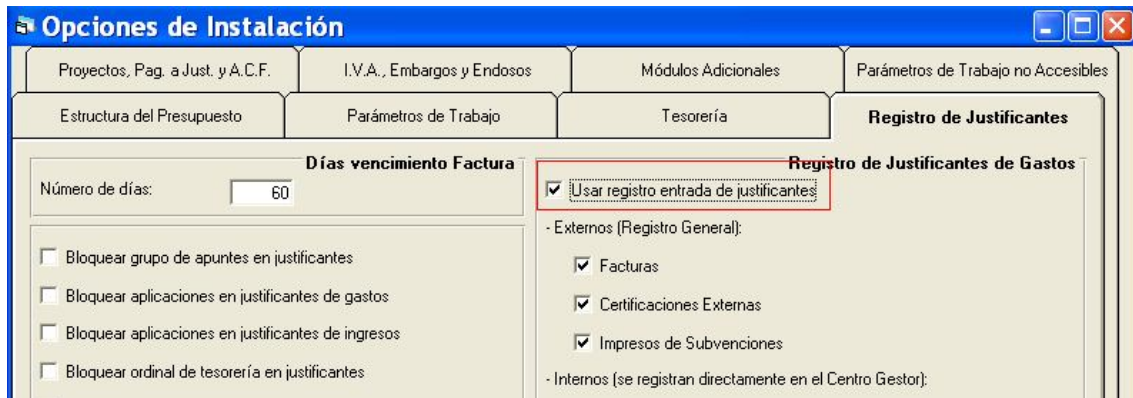 Opciones de Instalación
Proyectos, Pag. a Just. y A.C.F.
I.V.A., Embargos y Endosos
Módulos Adicionales
Parámetros de Trabajo no Accesibles
Estructura del Presupuesto
Parámetros de Trabajo
Tesorería
Registro de Justificantes
Días vencimiento Factura
Número de días: 60
Bloquear grupo de apuntes en justificantes
Bloquear aplicaciones en justificantes de gastos
Bloquear aplicaciones en justificantes de ingresos
Bloquear ordinal de tesorería en justificantes
Registro de Justificantes de Gastos
Usar registro entrada de justificantes
- Externos (Registro General):
Facturas
Certificaciones Externas
Impresos de Subvenciones
- Internos (se registran directamente en el Centro Gestor):